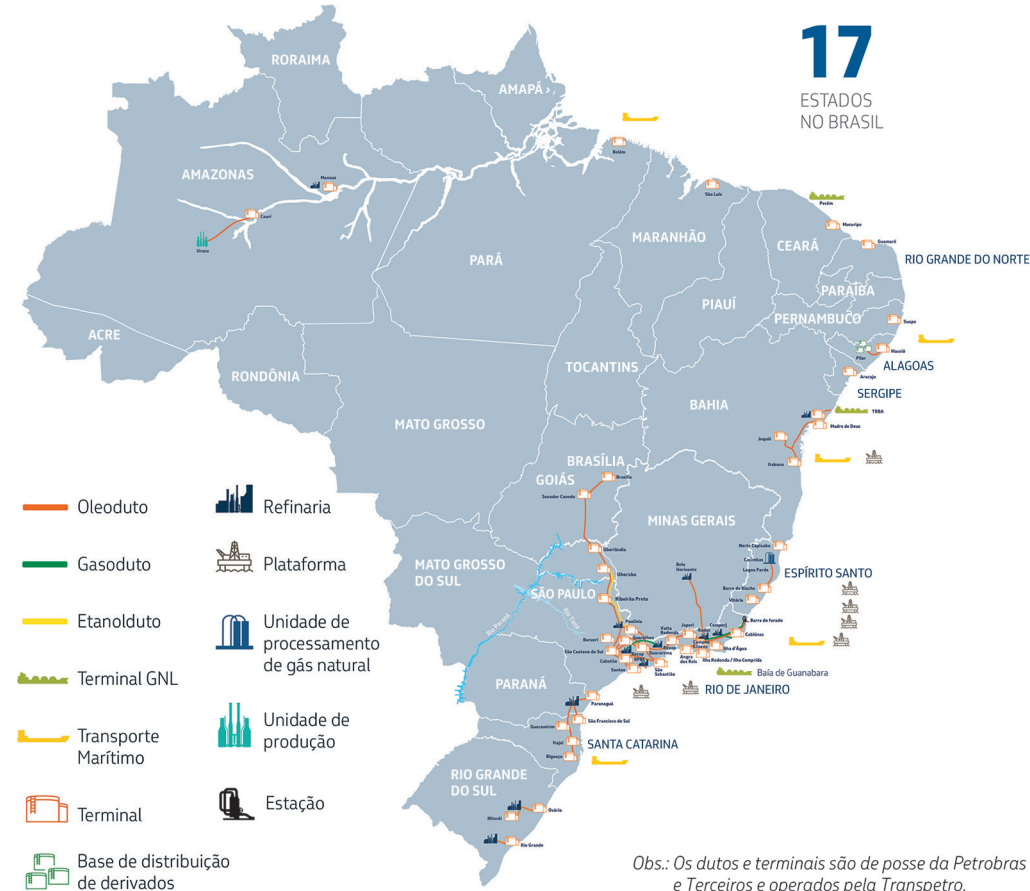 17
ESTADOS
NO BRASIL
RORAIMA
AMAPÁ
AMAZONAS
Manaus
Coari
Urucu
Belém
São Luís
Pecém
Mucuripe
Guamaré
RIO GRANDE DO NORTE
MARANHÃO
CEARÁ
PARÁ
PARAÍBA
PIAUÍ
PERNAMBUCO
Suape
ACRE
RONDÔNIA
TOCANTINS
Pilar
Maceió
ALAGOAS
Aracaju
SERGIPE
BAHIA
TRBA
Madre de Deus
MATO GROSSO
Jequié
Itabuna
BRASÍLIA
Brasília
GOIÁS
Senador Canedo
MINAS GERAIS
Uberlândia
Uberaba
Ribeirão Preto
Belo
Horizonte
Norte Capixaba
Cacimbas
Lagoa Parda
ESPÍRITO SANTO
Barra do Riacho
Vitória
MATO GROSSO
DO SUL
SÃO PAULO
Rio Paraná
Rio Tietê
Paulínia
Barueri
Guarulhos
São Caetano do Sul
Cubatão
Santos
Guararema
São
Sebastião
Volta
Redonda
Japeri
Reduc
Comperj
Campos
Elíseos
Cabiúnas
Barra do Furado
Angra
dos Reis
Ilha d'Água
Ilha Redonda / Ilha Comprida
Baía de Guanabara
RIO DE JANEIRO
PARANÁ
Paranaguá
São Francisco do Sul
Guaramirim
Itajaí
Biguaçu
SANTA CATARINA
RIO GRANDE
DO SUL
Osório
Niterói
Rio Grande
Oleoduto
Gasoduto
Etanolduto
Terminal GNL
Transporte
Marítimo
Terminal
Base de distribuição
de derivados
Refinaria
Plataforma
Unidade de
processamento
de gás natural
Unidade de
produção
Estação
Obs.: Os dutos e terminais são de posse da Petrobras
e Terceiros e operados pela Transpetro.